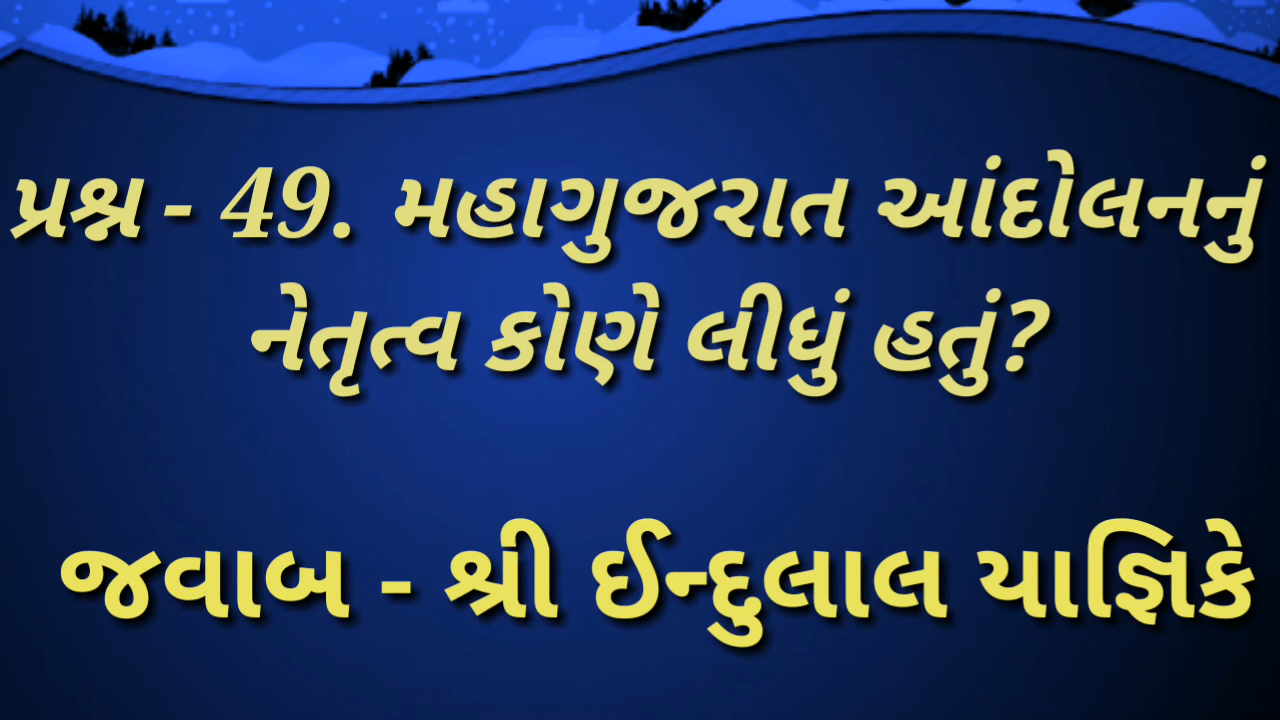 પ્રશ્ન - 49. મહાગુજરાત આંદોલનનું
નેતૃત્વ કોણે લીધું હતું?
જવાબ - શ્રી ઈન્દુલાલ યાજ્ઞિકે